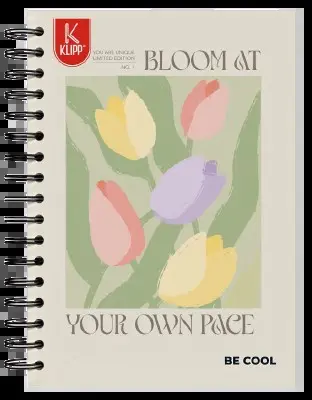 KLIPP
YOU ARE UNIQUE
LIMITED EDITION
NO. 1
BLOOM AT
YOUR OWN PACE
BE COOL